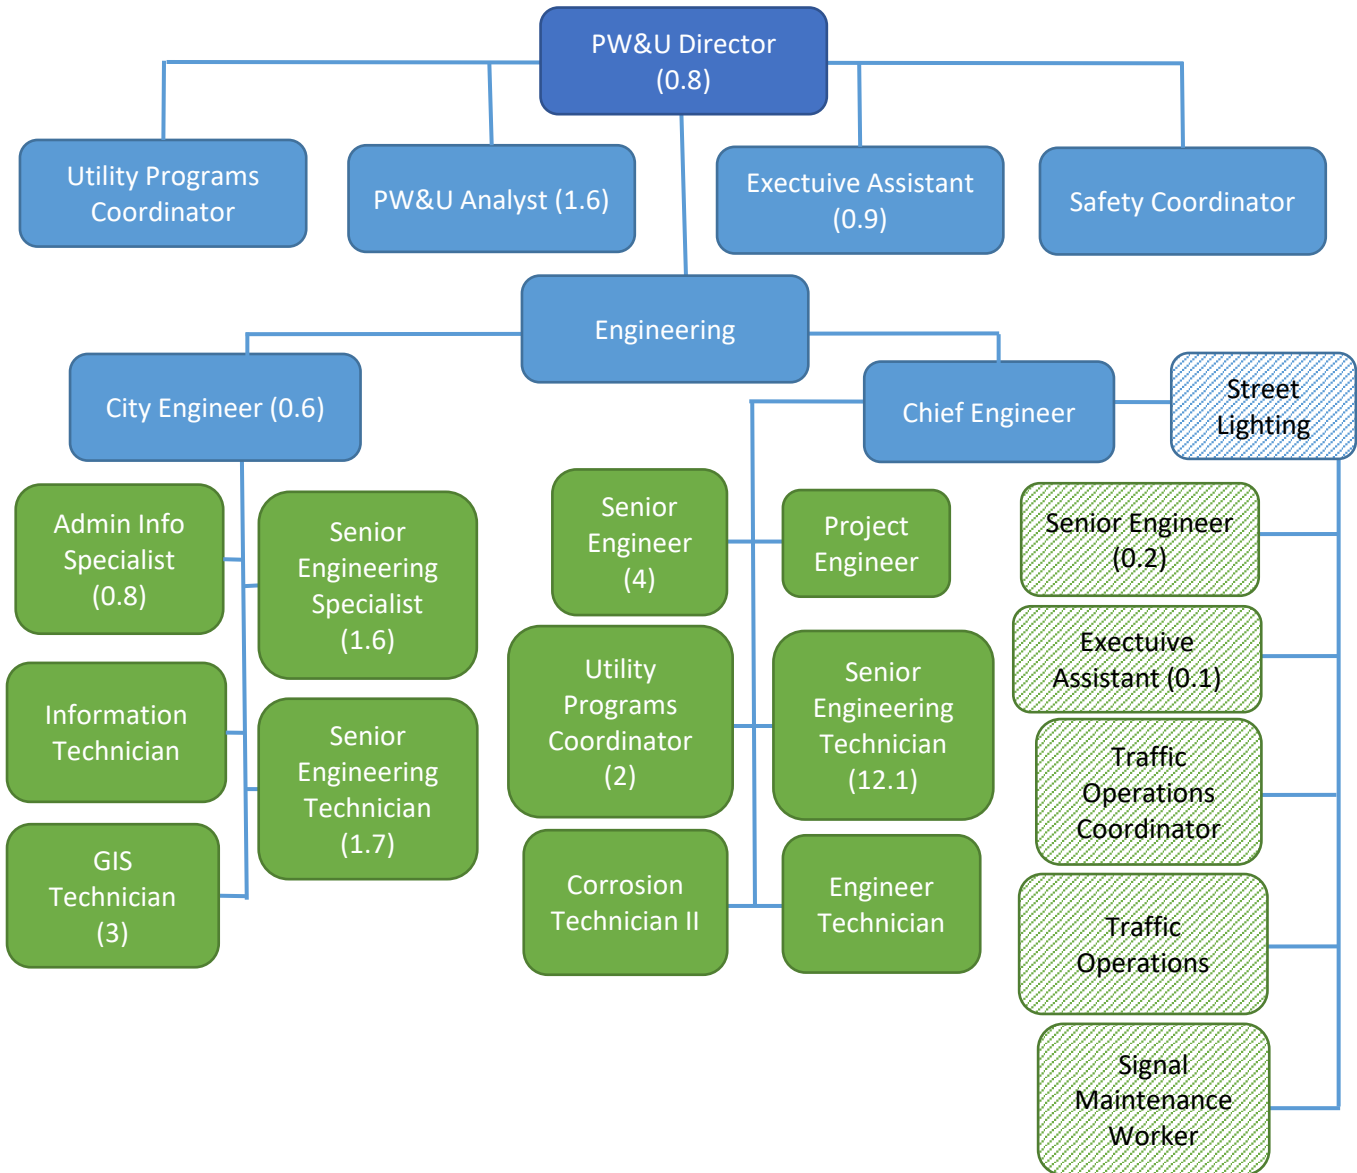 PW&U Director
(0.8)
Utility Programs
Coordinator
PW&U Analyst (1.6)
Exectuive Assistant
(0.9)
Safety Coordinator
Engineering
City Engineer (0.6)
Chief Engineer
Street
Lighting
Admin Info
Specialist
(0.8)
Senior
Engineering
Specialist
(1.6)
Information
Technician
Senior
Engineering
Technician
(1.7)
GIS
Technician
(3)
Senior
Engineer
(4)
Project
Engineer
Utility
Programs
Coordinator
(2)
Senior
Engineering
Technician
(12.1)
Corrosion
Technician II
Engineer
Technician
Senior Engineer
(0.2)
Exectuive
Assistant (0.1)
Traffic
Operations
Coordinator
Traffic
Operations
Signal
Maintenance
Worker